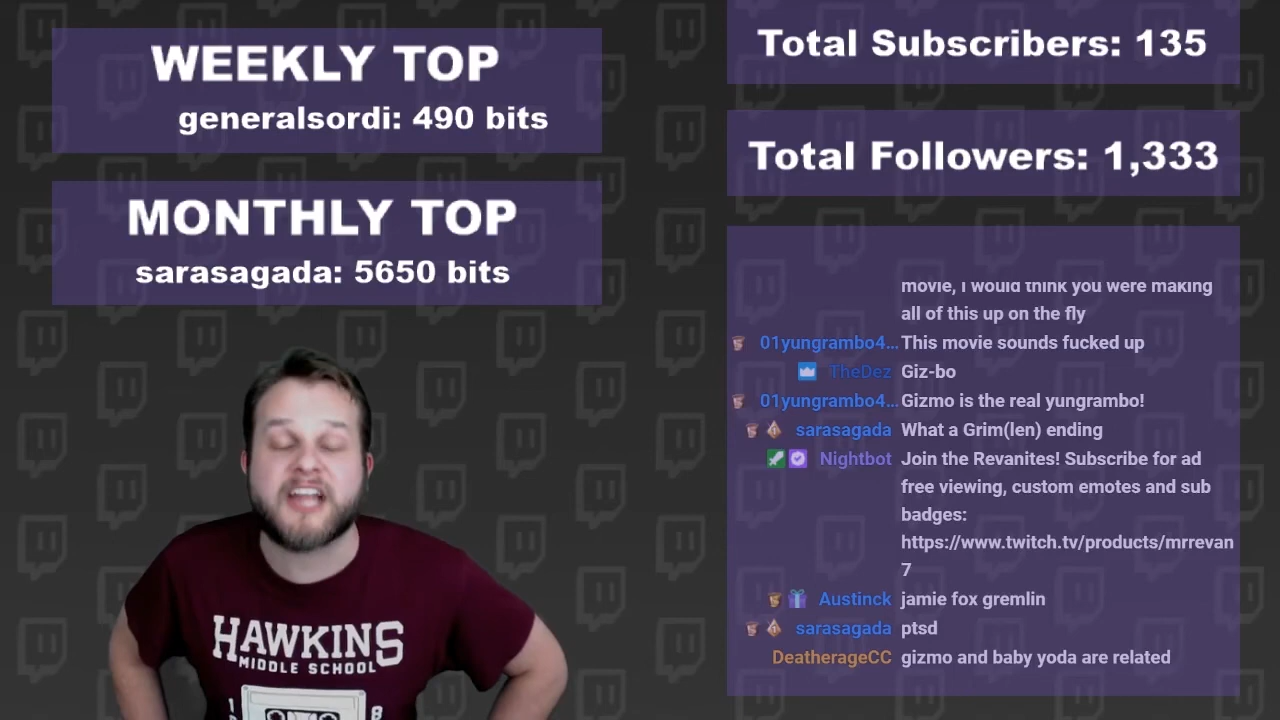 WEEKLY TOP
generalsordi: 490 bits
MONTHLY TOP
sarasagada: 5650 bits
Total Subscribers: 135
Total Followers: 1,333
movie, I would think you were making
all of this up on the fly
01yungrambo4... This movie sounds fucked up
TheDez Giz-bo
01yungrambo4... Gizmo is the real yungrambo!
sarasagada What a Grim(len) ending
Nightbot Join the Revanites! Subscribe for ad
free viewing, custom emotes and sub
badges:
https://www.twitch.tv/products/mrrevan
7
Austinck jamie fox gremlin
sarasagada ptsd
DeatherageCC gizmo and baby yoda are related
HAWKINS
MIDDLE SCHOOL
1 8